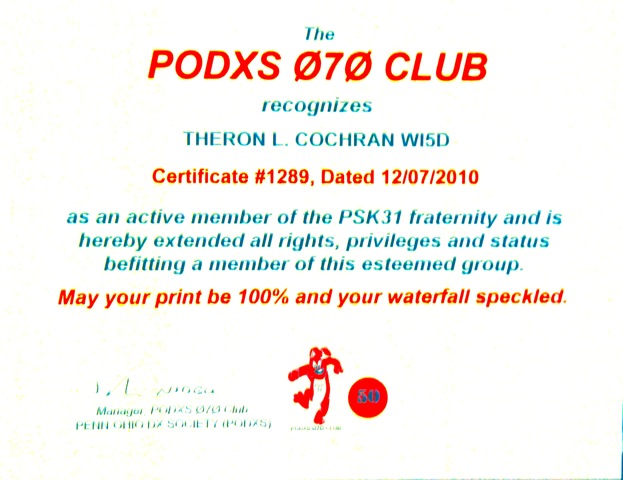 The
PODXS Ø7Ø CLUB
recognizes
THERON L. COCHRAN WI5D
Certificate #1289, Dated 12/07/2010
as an active member of the PSK31 fraternity and is
hereby extended all rights, privileges and status
befitting a member of this esteemed group.
May your print be 100% and your waterfall speckled.
50
Manager PODXS Ø7Ø Club
PENN-OHIO DX SOCIETY (PODXS)